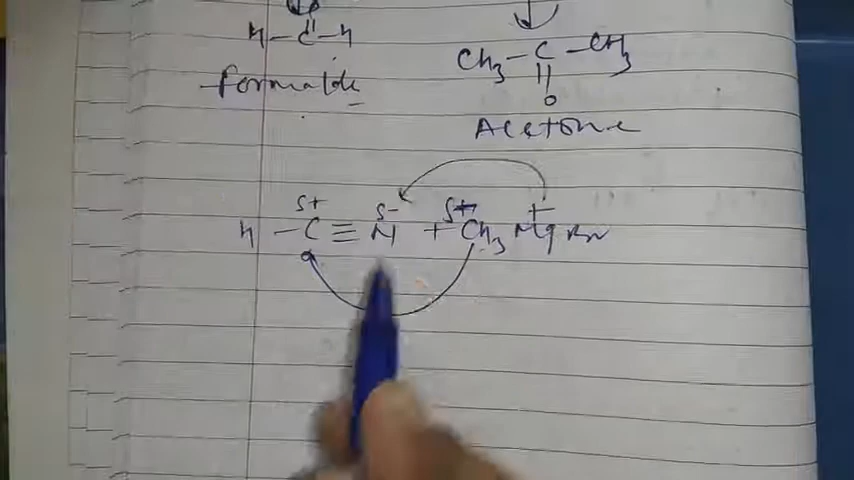 H - C - H
CH3 - C - CH3
O
Formalde
Acetone
H - C ≡ N + CH3 MgBr